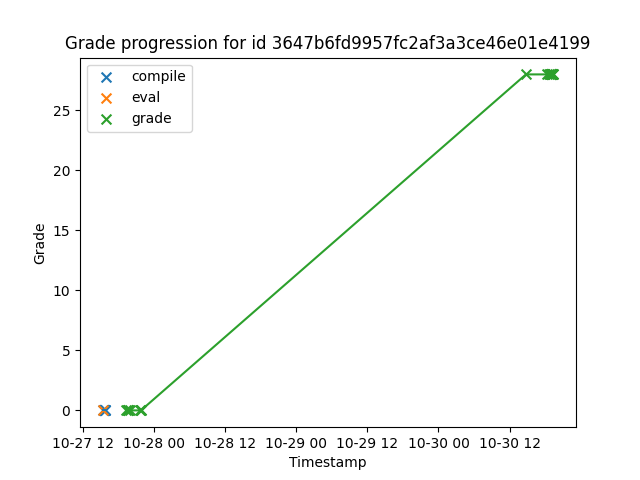 Grade progression for id 3647b6fd9957fc2af3a3ce46e01e4199
compile
eval
grade
Grade
25
20
15
10
5
0
10-27 12 10-28 00 10-28 12 10-29 00 10-29 12 10-30 00 10-30 12
Timestamp